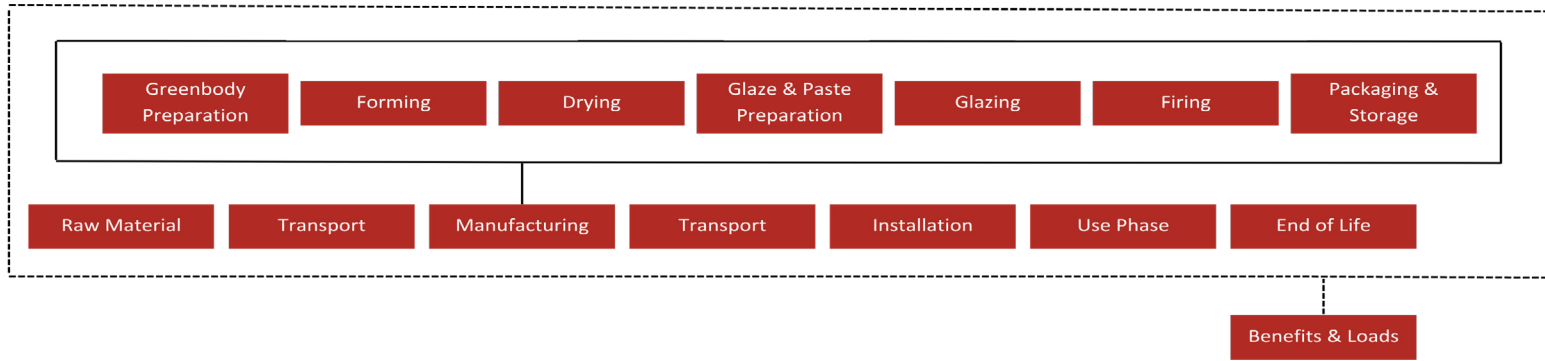 Greenbody
Preparation
Forming
Drying
Glaze & Paste
Preparation
Glazing
Firing
Packaging &
Storage
Raw Material
Transport
Manufacturing
Transport
Installation
Use Phase
End of Life
Benefits & Loads